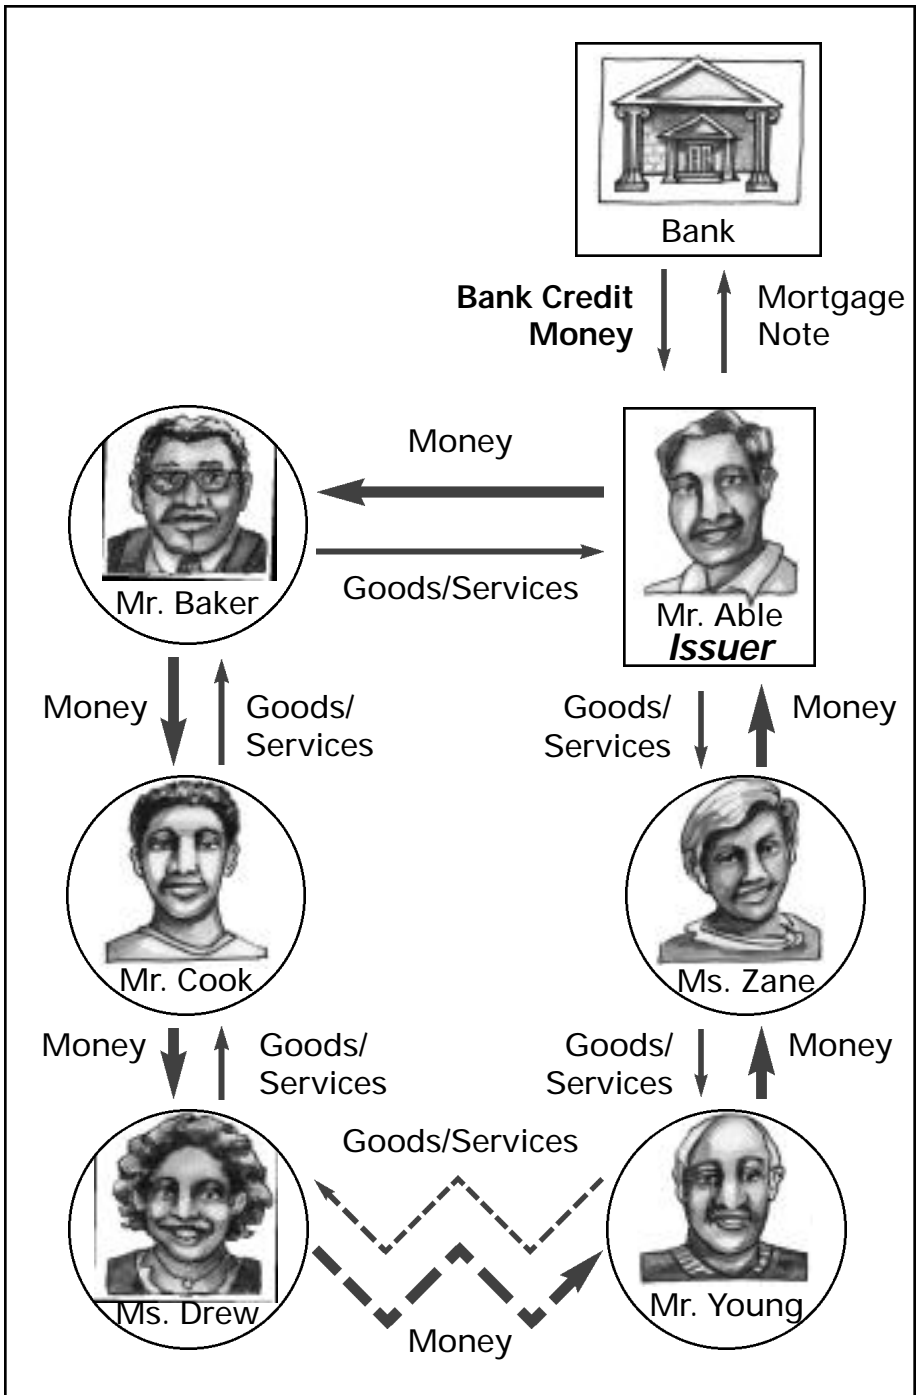 Bank
Bank Credit
Money
Mortgage
Note
Money
Goods/Services
Mr. Baker
Mr. Able
Issuer
Money
Goods/
Services
Goods/
Services
Money
Mr. Cook
Ms. Zane
Money
Goods/
Services
Goods/
Services
Money
Goods/Services
Ms. Drew
Mr. Young
Money